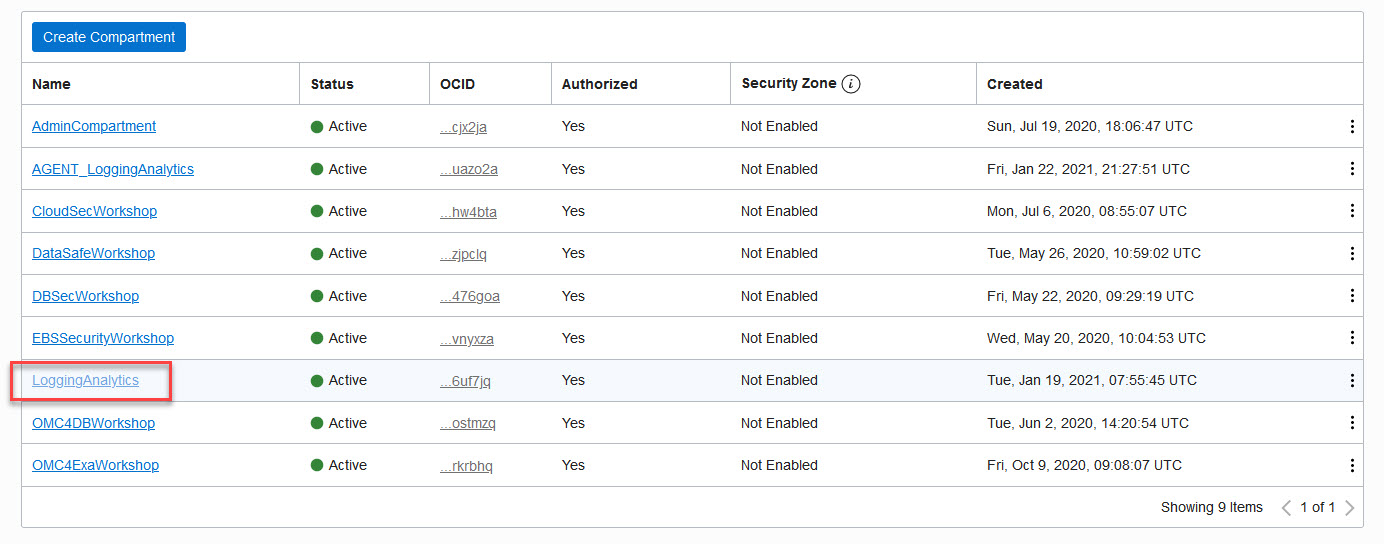 Create Compartment
Name Status OCID Authorized Security Zone i Created
AdminCompartment Active ...cjx2ja Yes Not Enabled Sun, Jul 19, 2020, 18:06:47 UTC
AGENT_LoggingAnalytics Active ...uazo2a Yes Not Enabled Fri, Jan 22, 2021, 21:27:51 UTC
CloudSecWorkshop Active ...hw4bta Yes Not Enabled Mon, Jul 6, 2020, 08:55:07 UTC
DataSafeWorkshop Active ...zjpclq Yes Not Enabled Tue, May 26, 2020, 10:59:02 UTC
DBSecWorkshop Active ...476goa Yes Not Enabled Fri, May 22, 2020, 09:29:19 UTC
EBSSecurityWorkshop Active ...vnyxza Yes Not Enabled Wed, May 20, 2020, 10:04:53 UTC
LoggingAnalytics Active ...6uf7jq Yes Not Enabled Tue, Jan 19, 2021, 07:55:45 UTC
OMC4DBWorkshop Active ...ostmzq Yes Not Enabled Tue, Jun 2, 2020, 14:20:54 UTC
OMC4ExaWorkshop Active ...rkrbhq Yes Not Enabled Fri, Oct 9, 2020, 09:08:07 UTC
Showing 9 Items 1 of 1